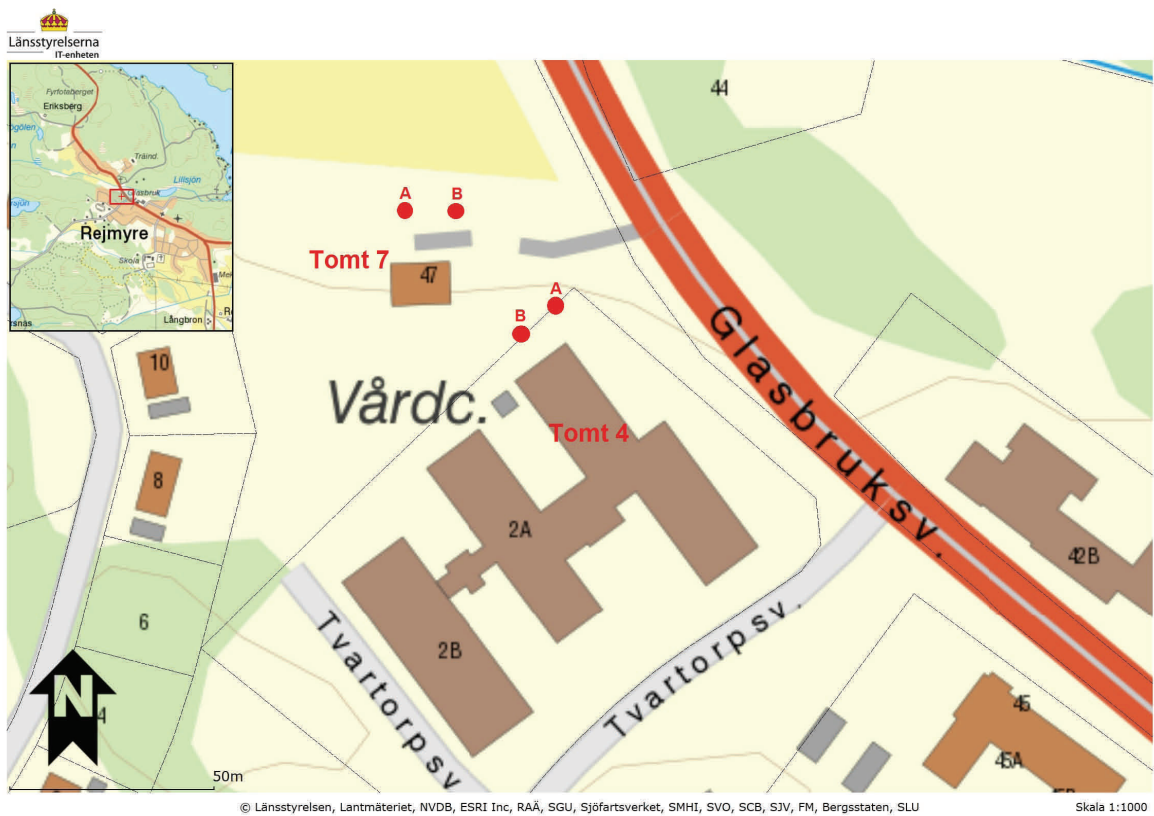 Länsstyrelserna
IT-enheten
Fyrfotaberget
Eriksberg
Träind.
Lillsjön
Glasbruk
Rejmyre
Skola
Långbron
44
A B
Tomt 7
47
A
B
Glasbruksv.
10
Vårdc.
Tomt 4
8
2A
42B
6
2B
Tvartorpsv.
Tvartorpsv
N
4
45
45A
50m
© Länsstyrelsen, Lantmäteriet, NVDB, ESRI Inc, RAÄ, SGU, Sjöfartsverket, SMHI, SVO, SCB, SJV, FM, Bergsstaten, SLU
Skala 1:1000